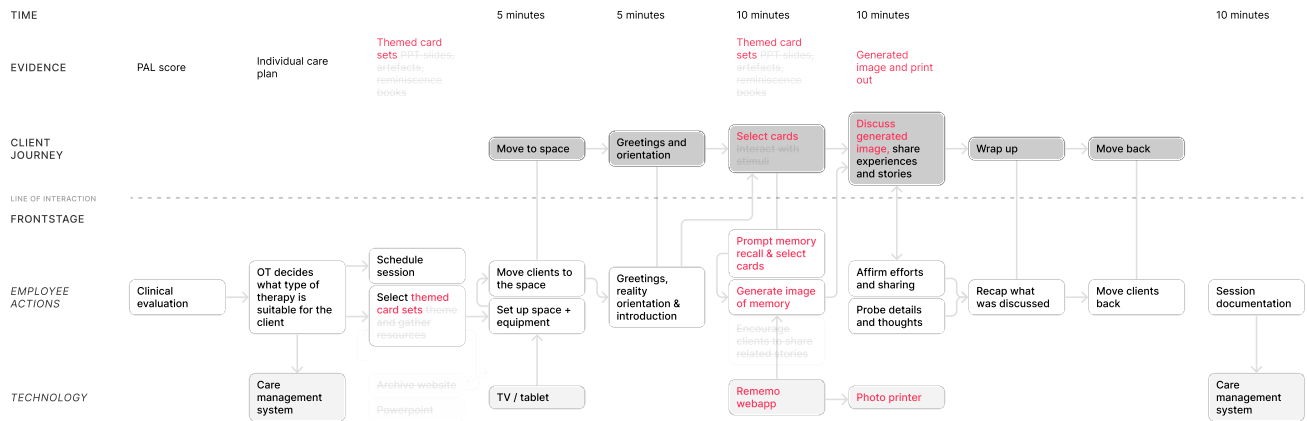 TIME
5 minutes
5 minutes
10 minutes
10 minutes
10 minutes
EVIDENCE
PAL score
Individual care
plan
Themed card
sets PPT slides,
artefacts,
reminiscence
books
Themed card
sets PPT slides,
artefacts,
reminiscence
books
Generated
image and print
out
CLIENT
JOURNEY
Move to space
Greetings and
orientation
Select cards
interact with
stimuli
Discuss
generated
image, share
experiences
and stories
Wrap up
Move back
LINE OF INTERACTION
FRONTSTAGE
EMPLOYEE
ACTIONS
Clinical
evaluation
OT decides
what type of
therapy is
suitable for the
client
Schedule
session
Select themed
card sets theme
and gather
resources
Move clients to
the space
Set up space +
equipment
Greetings,
reality
orientation &
introduction
Prompt memory
recall & select
cards
Generate image
of memory
Encourage
clients to share
related stories
Affirm efforts
and sharing
Probe details
and thoughts
Recap what
was discussed
Move clients
back
Session
documentation
TECHNOLOGY
Care
management
system
Archive website
Powerpoint
TV / tablet
Rememo
webapp
Photo printer
Care
management
system